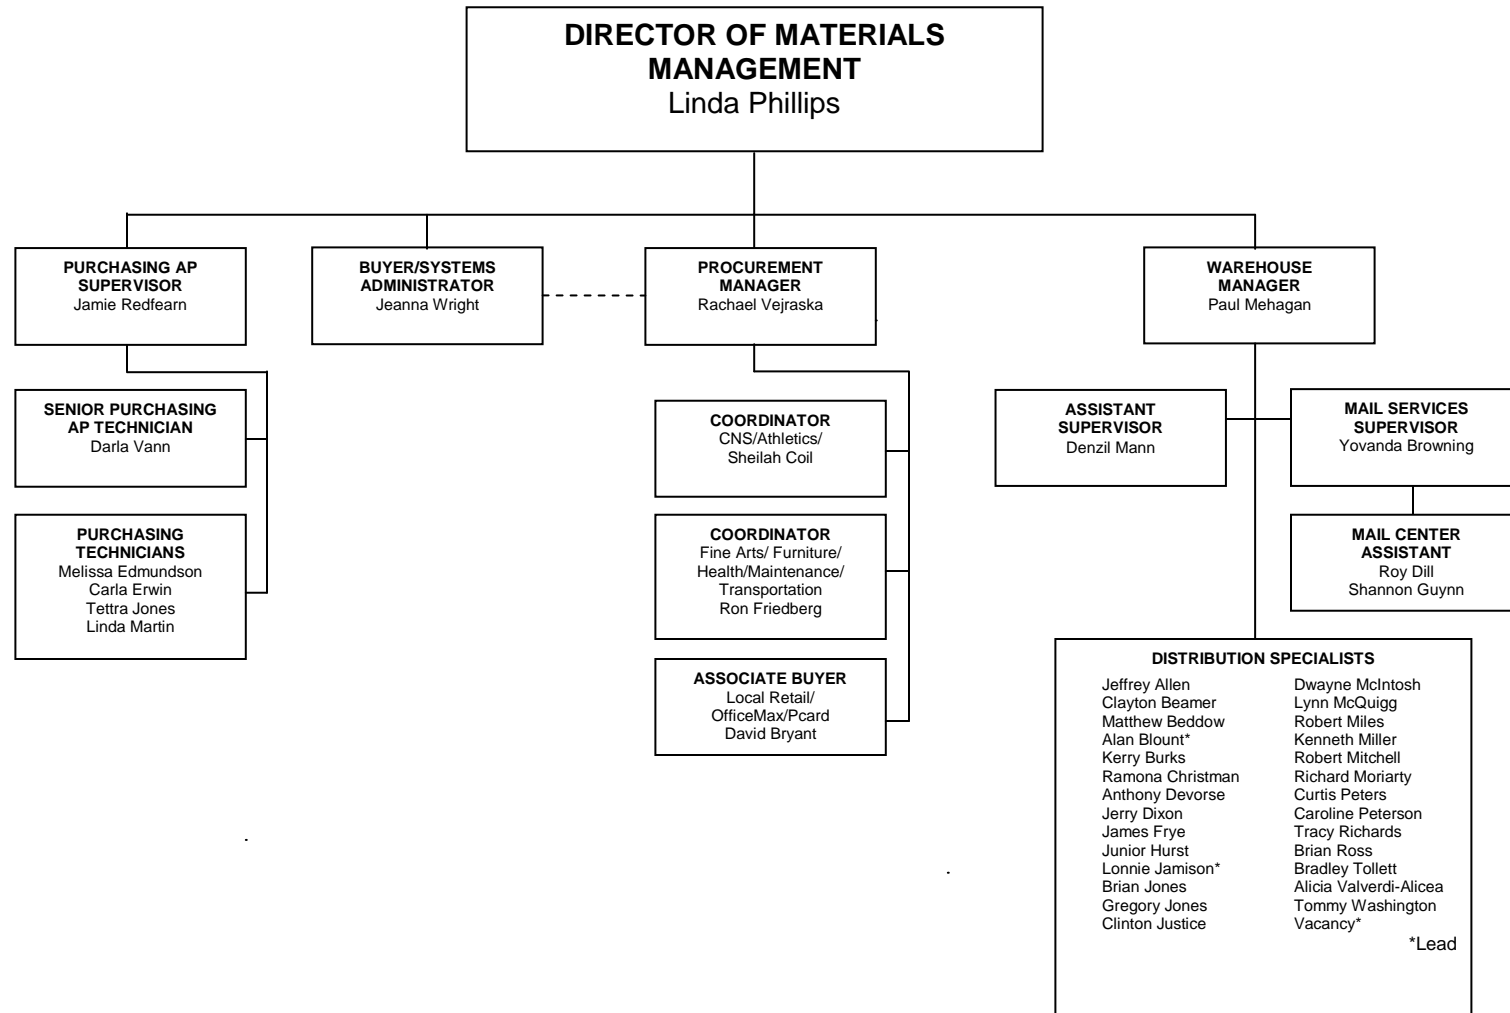 DIRECTOR OF MATERIALS
MANAGEMENT
Linda Phillips
PURCHASING AP
SUPERVISOR
Jamie Redfearn
BUYER/SYSTEMS
ADMINISTRATOR
Jeanna Wright
PROCUREMENT
MANAGER
Rachael Vejraska
WAREHOUSE
MANAGER
Paul Mehagan
SENIOR PURCHASING
AP TECHNICIAN
Darla Vann
PURCHASING
TECHNICIANS
Melissa Edmundson
Carla Erwin
Tettra Jones
Linda Martin
COORDINATOR
CNS/Athletics/
Sheilah Coil
COORDINATOR
Fine Arts/ Furniture/
Health/Maintenance/
Transportation
Ron Friedberg
ASSOCIATE BUYER
Local Retail/
OfficeMax/Pcard
David Bryant
ASSISTANT
SUPERVISOR
Denzil Mann
MAIL SERVICES
SUPERVISOR
Yovanda Browning
MAIL CENTER
ASSISTANT
Roy Dill
Shannon Guynn
DISTRIBUTION SPECIALISTS
Jeffrey Allen
Clayton Beamer
Matthew Beddow
Alan Blount*
Kerry Burks
Ramona Christman
Anthony Devorse
Jerry Dixon
James Frye
Junior Hurst
Lonnie Jamison*
Brian Jones
Gregory Jones
Clinton Justice
Dwayne McIntosh
Lynn McQuigg
Robert Miles
Kenneth Miller
Robert Mitchell
Richard Moriarty
Curtis Peters
Caroline Peterson
Tracy Richards
Brian Ross
Bradley Tollett
Alicia Valverdi-Alicea
Tommy Washington
Vacancy*
*Lead